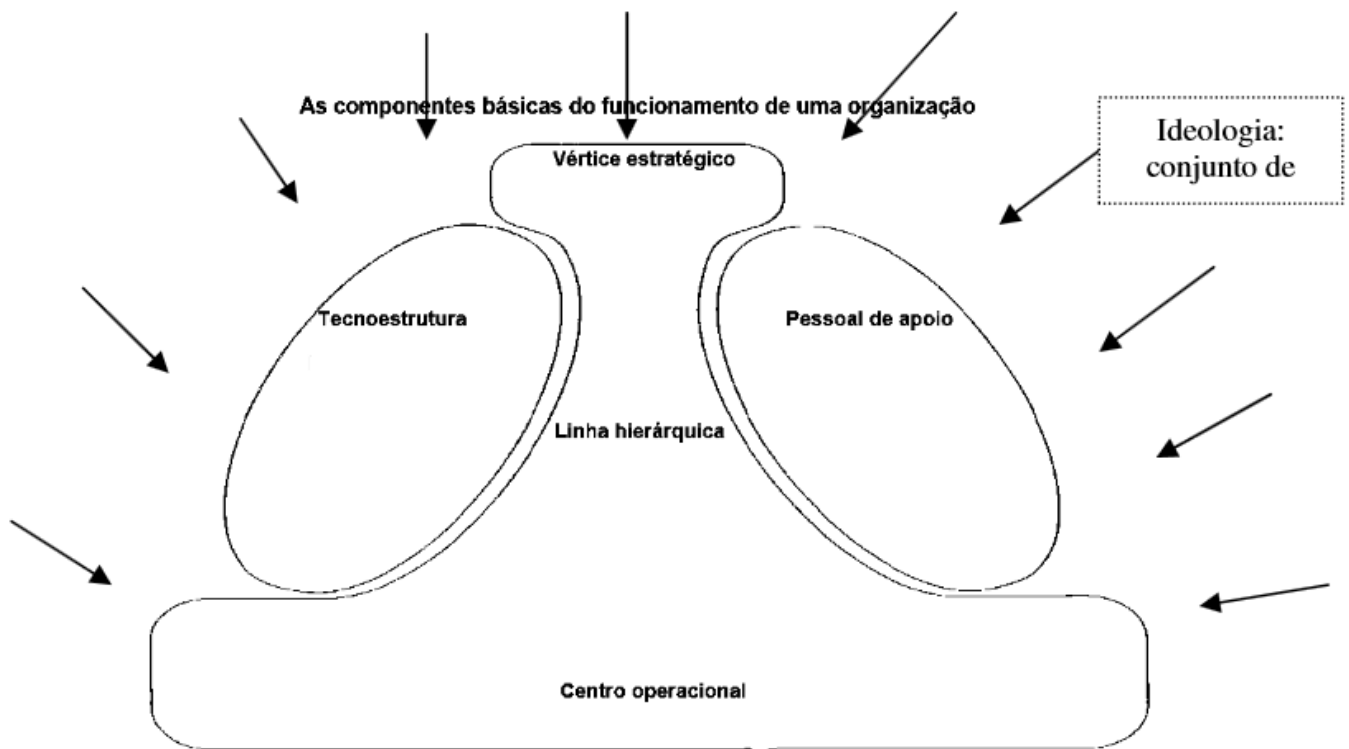 As componentes básicas do funcionamento de uma organização
Ideologia:
conjunto de
Vértice estratégico
Tecnoestrutura
Pessoal de apoio
Linha hierárquica
Centro operacional